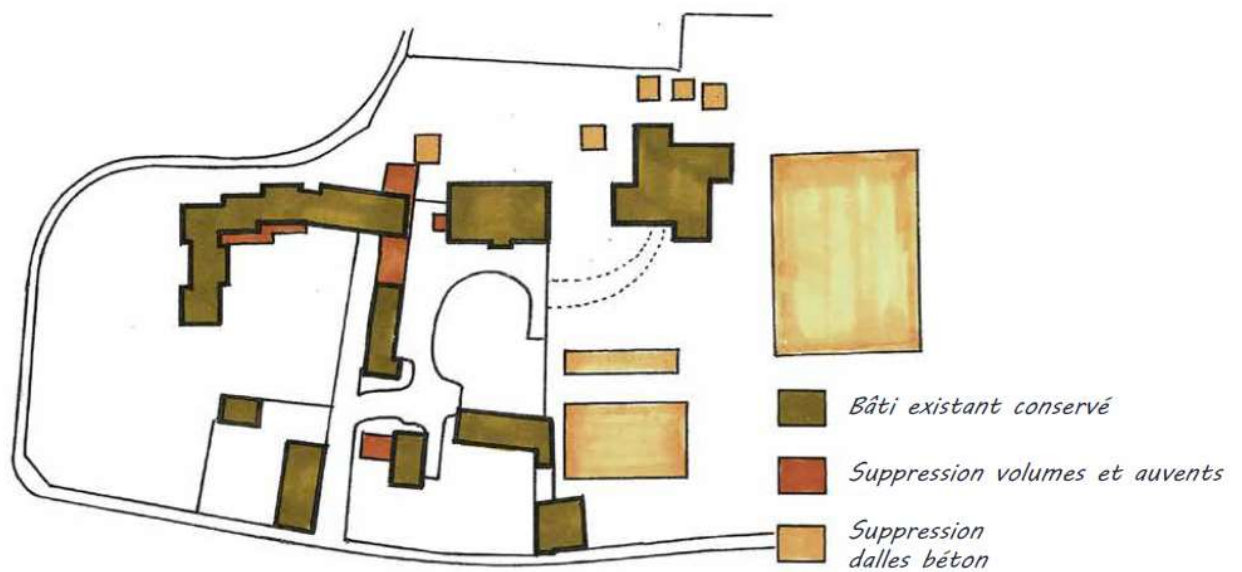 Bâti existant conservé
Suppression volumes et auvents
Suppression
dalles béton